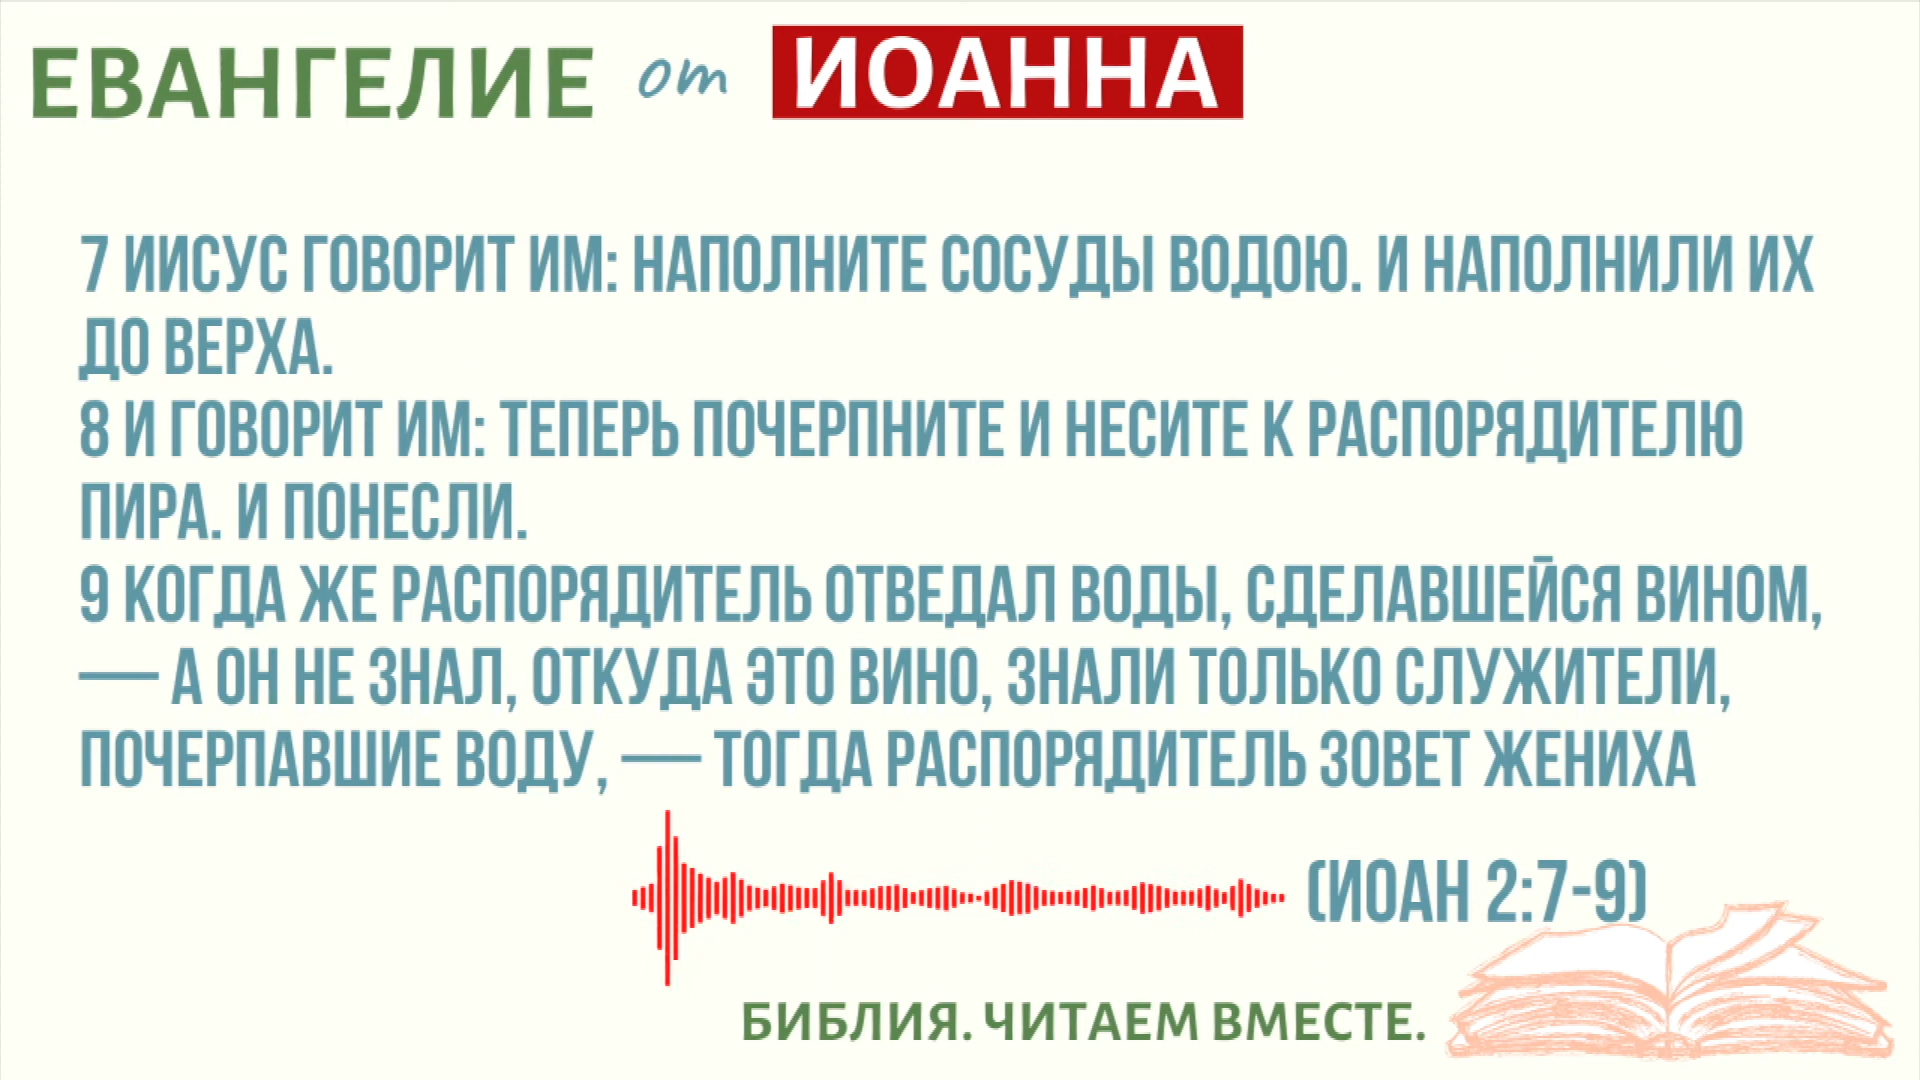 ЕВАНГЕЛИЕ от ИОАННА
7 ИИСУС ГОВОРИТ ИМ: НАПОЛНИТЕ СОСУДЫ ВОДОЮ. И НАПОЛНИЛИ ИХ
ДО ВЕРХА.
8 И ГОВОРИТ ИМ: ТЕПЕРЬ ПОЧЕРПНИТЕ И НЕСИТЕ К РАСПОРЯДИТЕЛЮ
ПИРА. И ПОНЕСЛИ.
9 КОГДА ЖЕ РАСПОРЯДИТЕЛЬ ОТВЕДАЛ ВОДЫ, СДЕЛАВШЕЙСЯ ВИНОМ,
— А ОН НЕ ЗНАЛ, ОТКУДА ЭТО ВИНО, ЗНАЛИ ТОЛЬКО СЛУЖИТЕЛИ,
ПОЧЕРПАВШИЕ ВОДУ, — ТОГДА РАСПОРЯДИТЕЛЬ ЗОВЕТ ЖЕНИХА
(ИОАН 2:7-9)
БИБЛИЯ. ЧИТАЕМ ВМЕСТЕ.